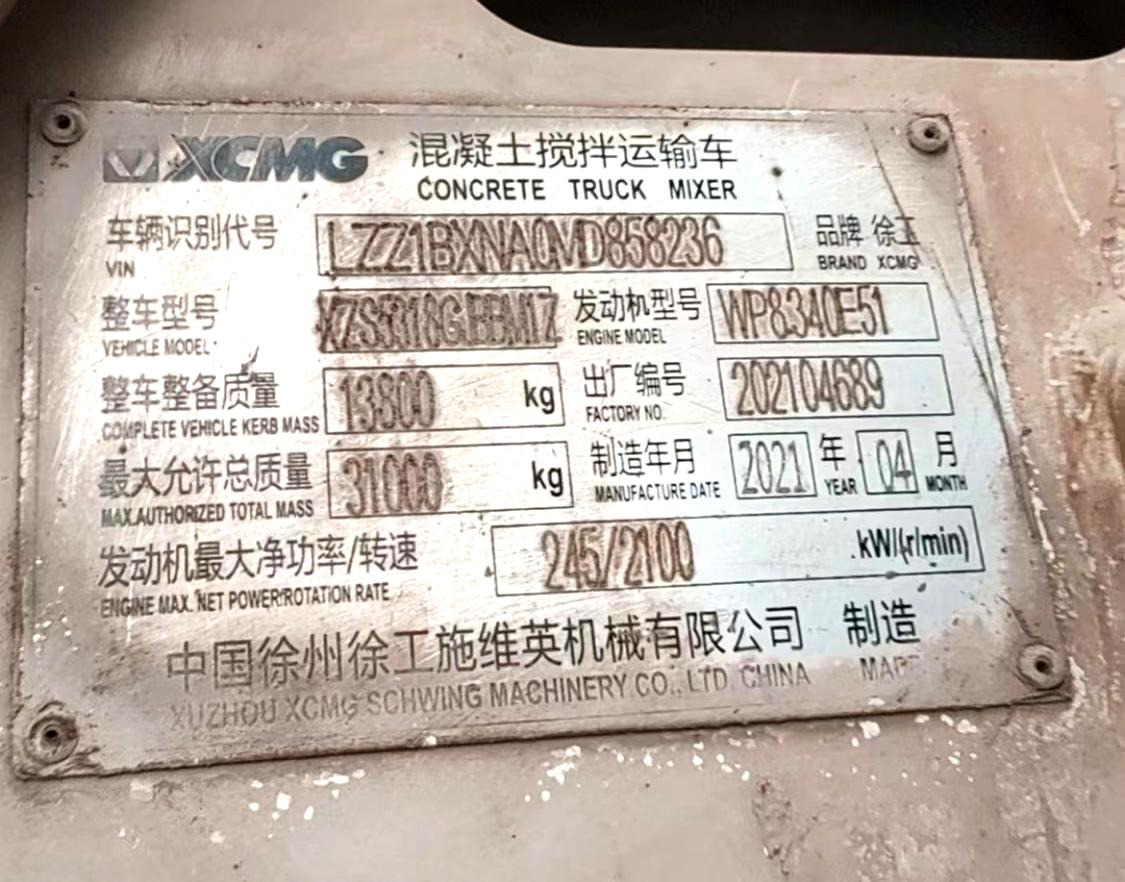 XCMG 混凝土搅拌运输车
CONCRETE TRUCK MIXER
车辆识别代号 LZZ1BXNA0MD858236 品牌 徐工
VIN BRAND XCMG
整车型号 发动机型号 WP8.340E51
VEHICLE MODEL ENGINE MODEL
整车整备质量 13800 kg 出厂编号 202104689
COMPLETE VEHICLE KERB MASS FACTORY NO.
最大允许总质量 31000 kg 制造年月 2021 年 04 月
MAX.AUTHORIZED TOTAL MASS MANUFACTURE DATE YEAR MONTH
发动机最大净功率/转速 245/2100 kW/(r/min)
ENGINE MAX. NET POWER/ROTATION RATE
中国徐州徐工施维英机械有限公司 制造
XUZHOU XCMG SCHWING MACHINERY CO., LTD. CHINA